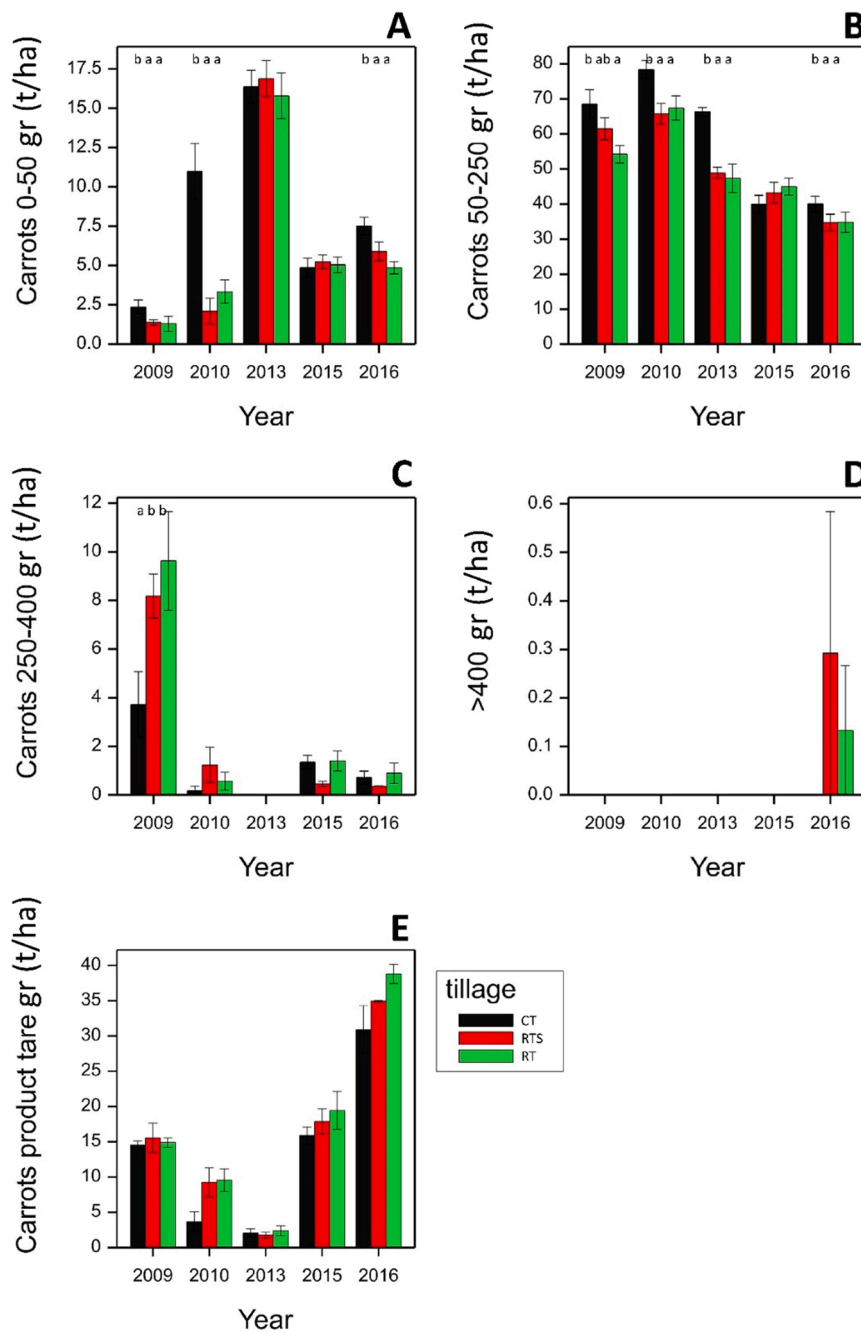 A
Carrots 0-50 gr (t/ha)
b a a b a a b a a
17.5
15.0
12.5
10.0
7.5
5.0
2.5
0.0
2009 2010 2013 2015 2016
Year
B
Carrots 50-250 gr (t/ha)
b ab a b a a b a a b a a
80
70
60
50
40
30
20
10
0
2009 2010 2013 2015 2016
Year
C
Carrots 250-400 gr (t/ha)
a b b
12
10
8
6
4
2
0
2009 2010 2013 2015 2016
Year
D
>400 gr (t/ha)
0.6
0.5
0.4
0.3
0.2
0.1
0.0
2009 2010 2013 2015 2016
Year
E
Carrots product tare gr (t/ha)
40
35
30
25
20
15
10
5
0
2009 2010 2013 2015 2016
Year
tillage
CT
RTS
RT